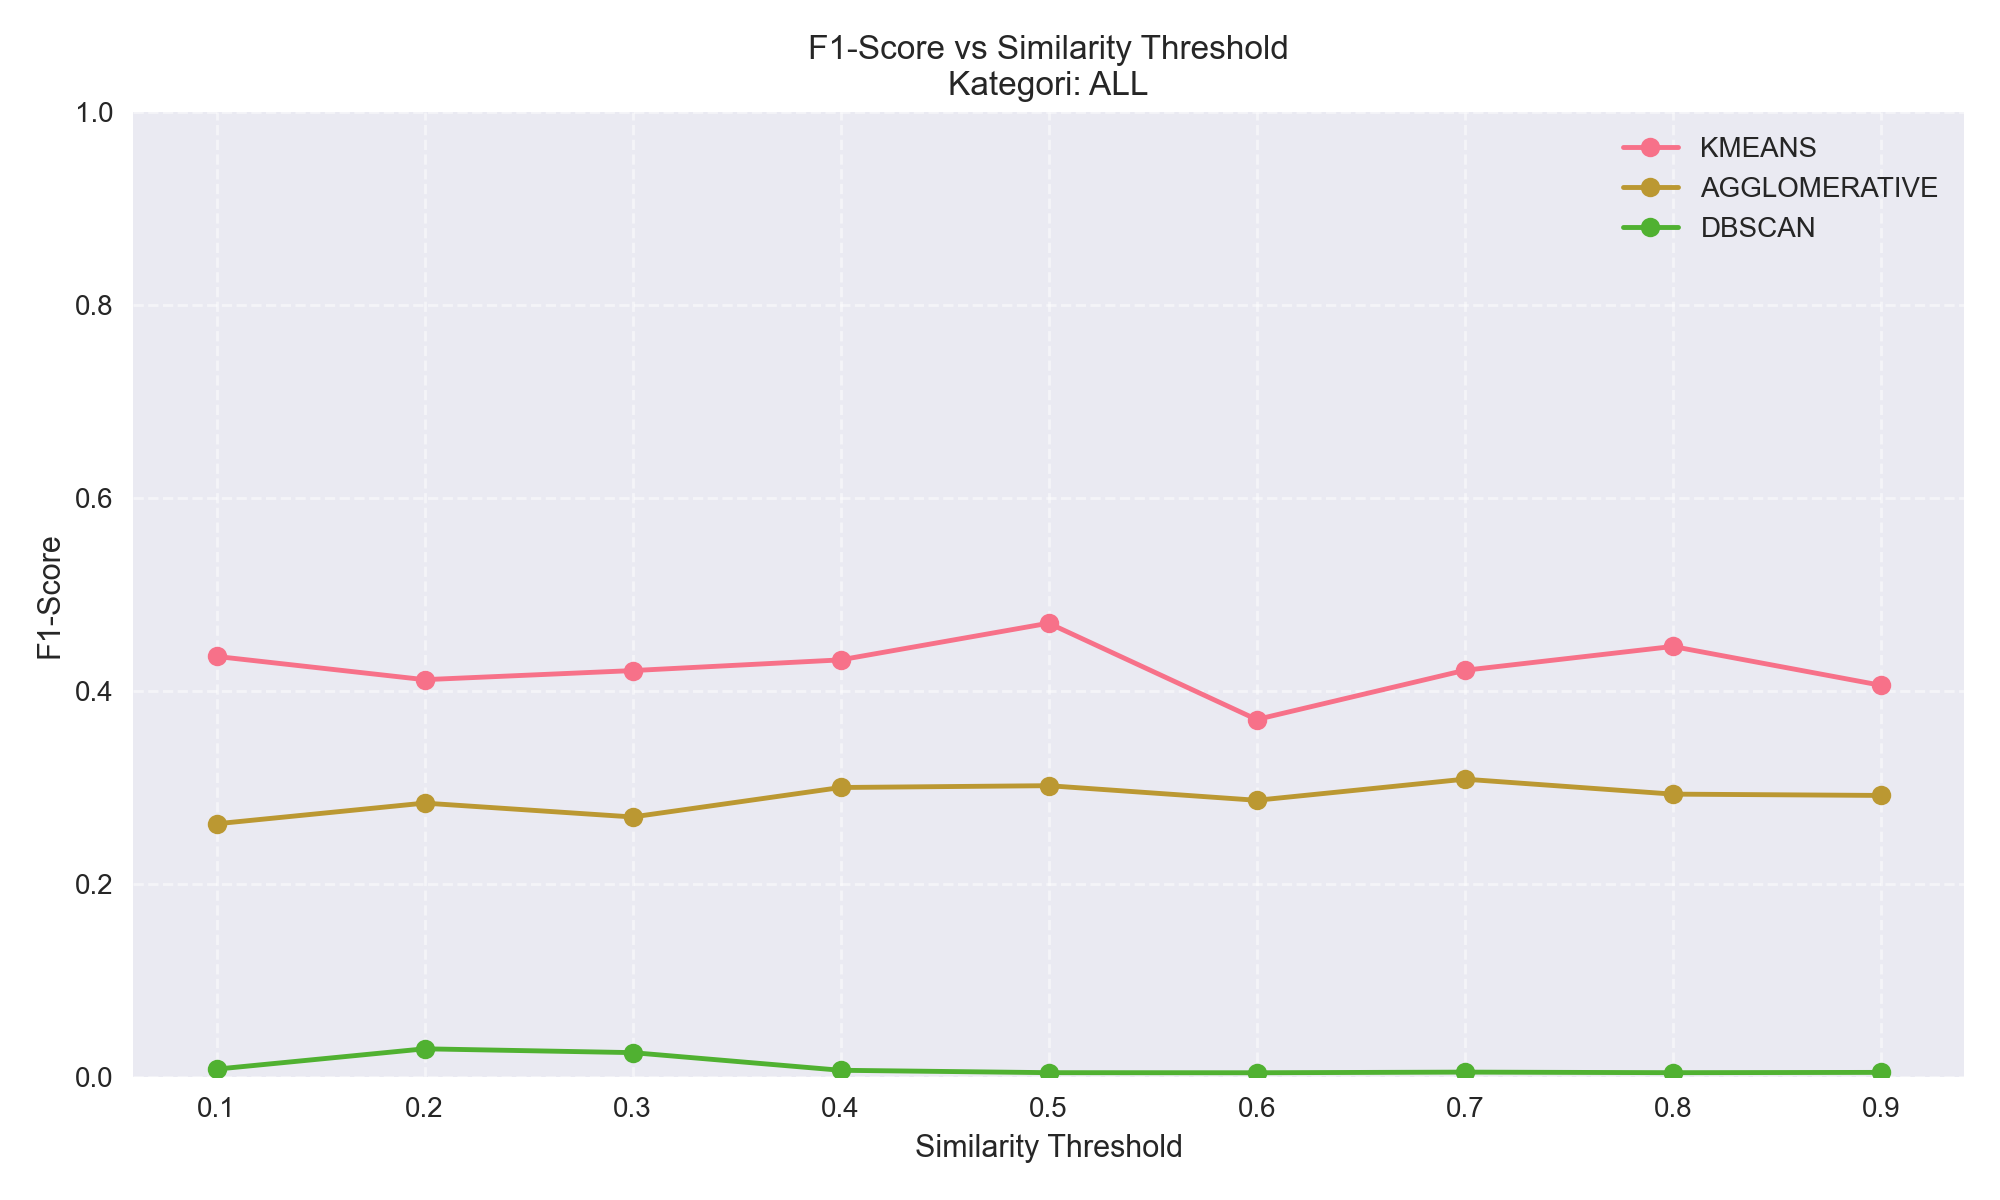 F1-Score vs Similarity Threshold
Kategori: ALL
1.0
0.8
0.6
0.4
0.2
0.0
F1-Score
KMEANS
AGGLOMERATIVE
DBSCAN
0.1 0.2 0.3 0.4 0.5 0.6 0.7 0.8 0.9
Similarity Threshold